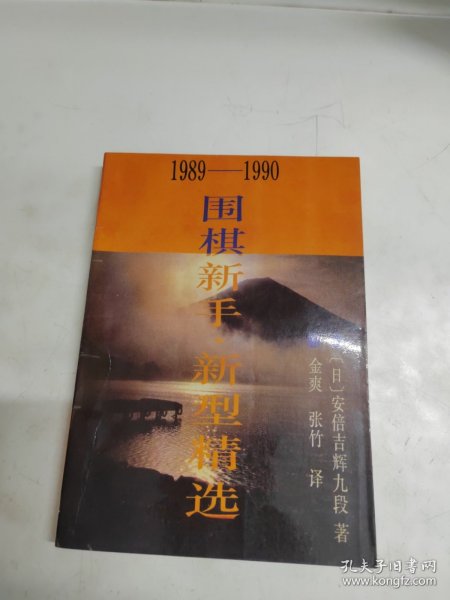 1989——1990
围棋新手·新型精选
〔日〕安倍吉辉九段 著
金爽 张竹 译
孔夫子旧书网
www.kongfz.com